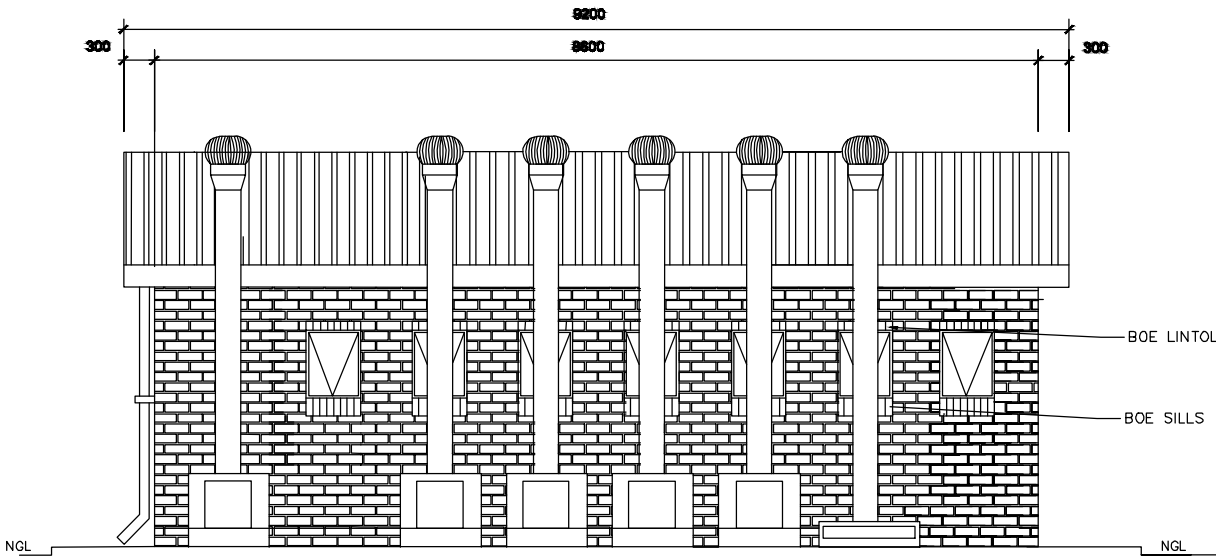 9200
300 8600 300
BOE LINTOL
BOE SILLS
NGL NGL